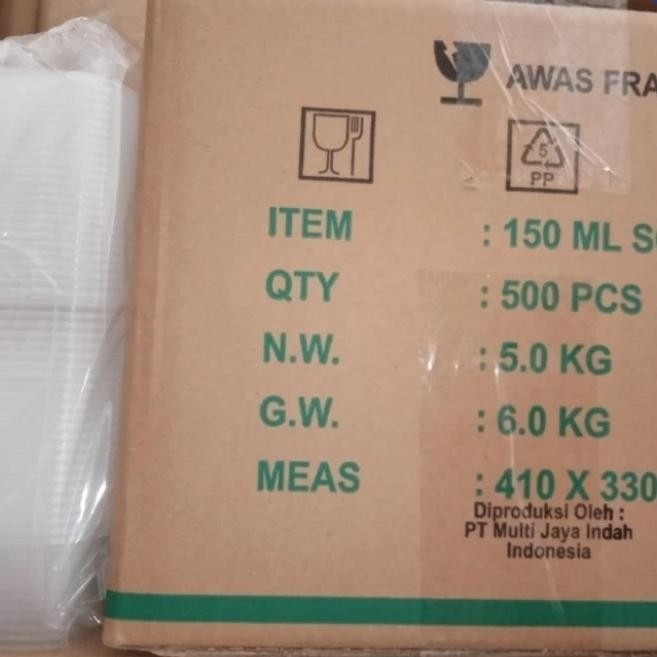 AWAS FRA
5
PP
ITEM : 150 ML S
QTY : 500 PCS
N.W. : 5.0 KG
G.W. : 6.0 KG
MEAS : 410 X 330
Diproduksi Oleh :
PT Multi Jaya Indah
Indonesia